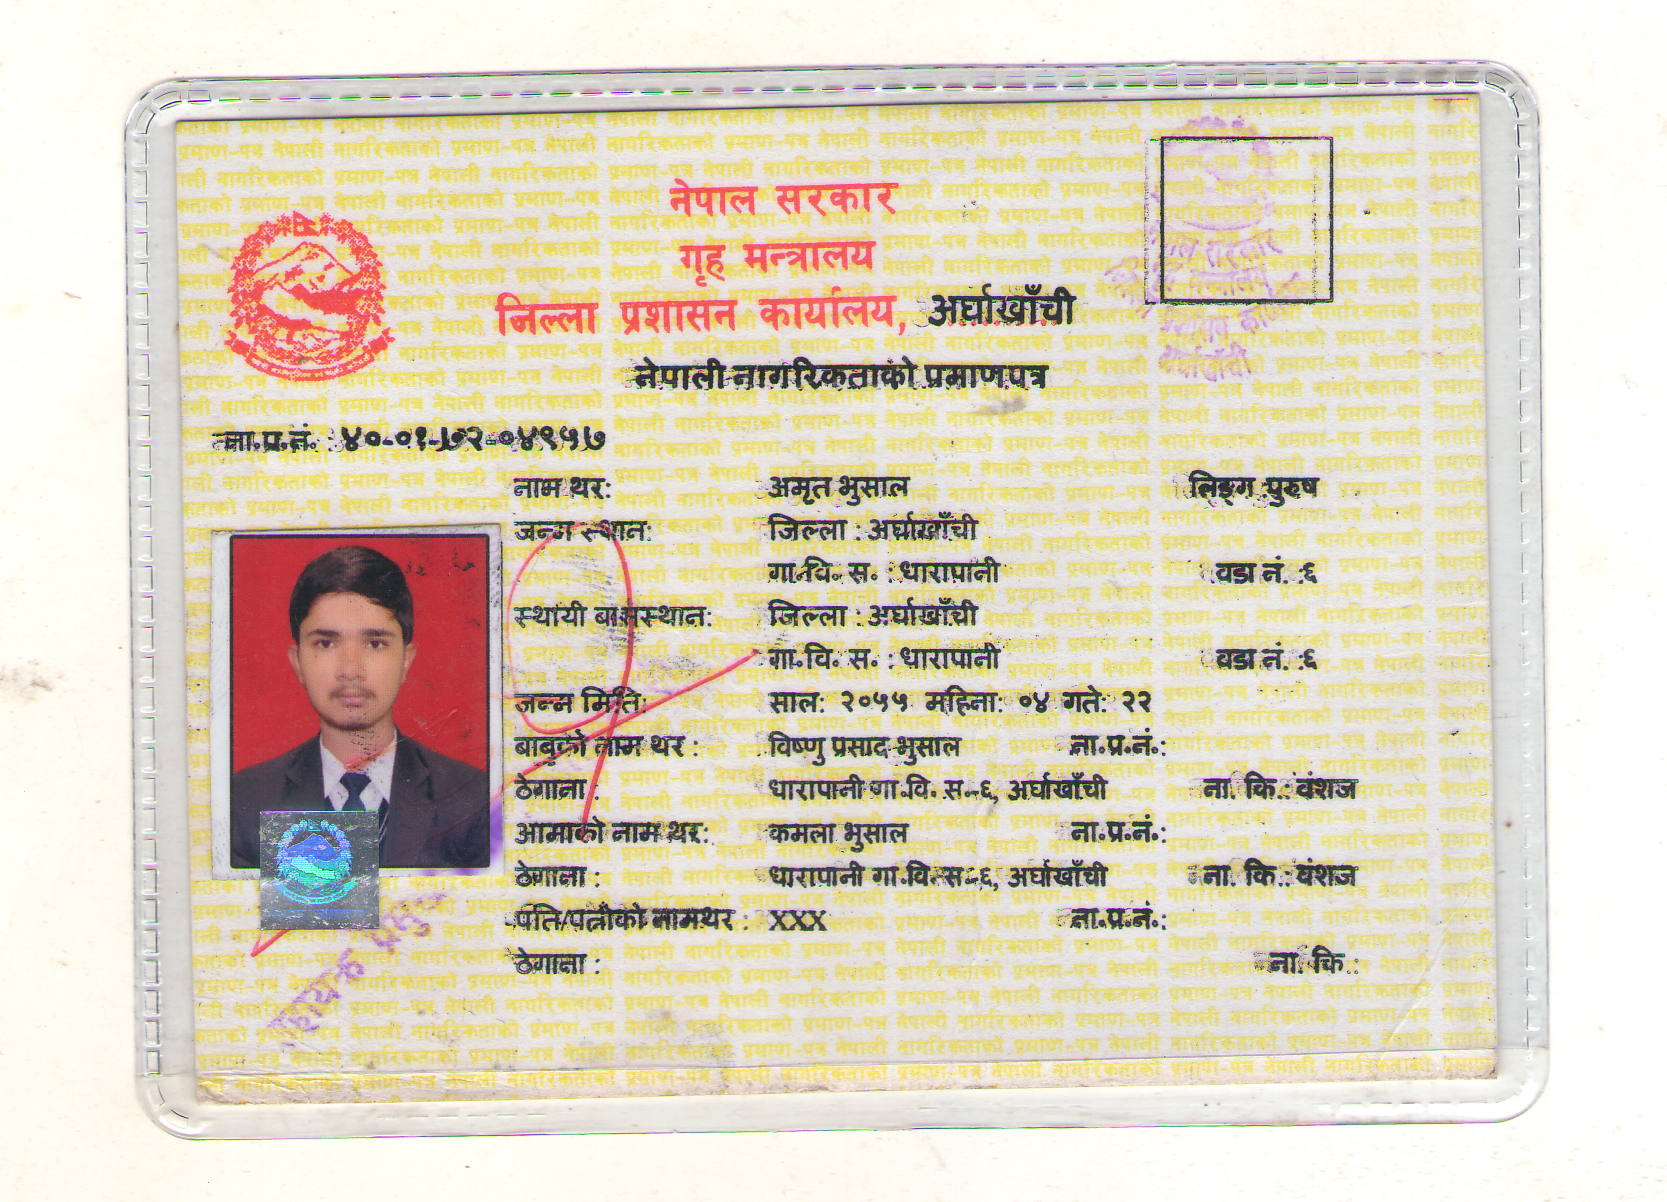 नेपाल सरकार
गृह मन्त्रालय
जिल्ला प्रशासन कार्यालय, अर्घाखाँची
नेपाली नागरिकताको प्रमाणपत्र
ना.प्र.नं. : ४०-०१-७२-०४९५७
नाम थर: अमृत भुसाल लिङ्ग पुरुष
जन्म स्थान: जिल्ला : अर्घाखाँची
गा.वि. स. : धारापानी वडा नं. :६
स्थायी बासस्थान: जिल्ला : अर्घाखाँची
गा.वि. स. : धारापानी वडा नं. :६
जन्म मिति: साल: २०५५ महिना: ०४ गते: २२
बाबुको नाम थर : विष्णु प्रसाद भुसाल ना.प्र.नं.:
ठेगाना : धारापानी गा.वि. स.-६, अर्घाखाँची ना. कि.: वंशज
आमाको नाम थर: कमला भुसाल ना.प्र.नं.:
ठेगाना : धारापानी गा.वि. स.-६, अर्घाखाँची ना. कि.: वंशज
पति/पत्नीको नामथर : XXX ना.प्र.नं.:
ठेगाना : ना. कि.: